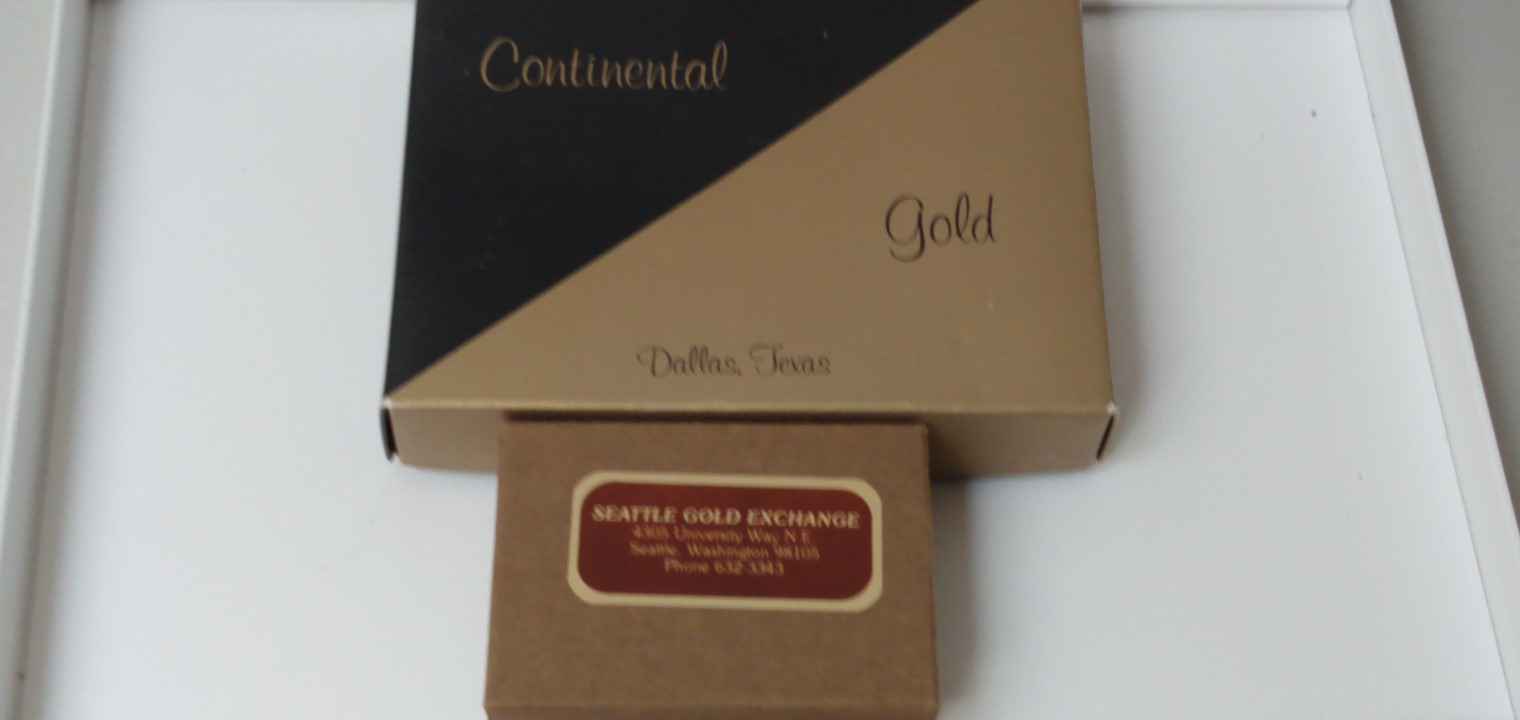 Continental
Gold
Dallas, Texas
SEATTLE GOLD EXCHANGE
4305 University Way N.E.
Seattle, Washington 98105
Phone 632-3343